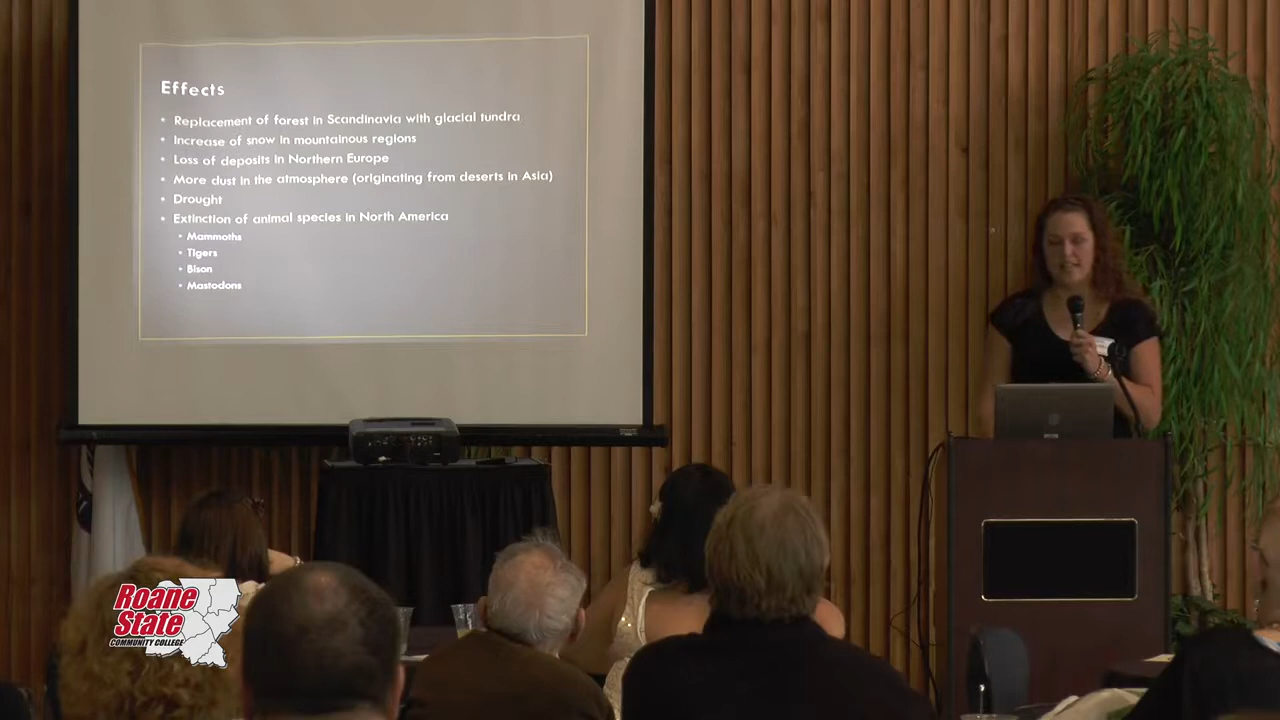 Effects
• Replacement of forest in Scandinavia with glacial tundra
• Increase of snow in mountainous regions
• Loss of deposits in Northern Europe
• More dust in the atmosphere (originating from deserts in Asia)
• Drought
• Extinction of animal species in North America
• Mammoths
• Tigers
• Bison
• Mastodons
Roane
State
COMMUNITY COLLEGE